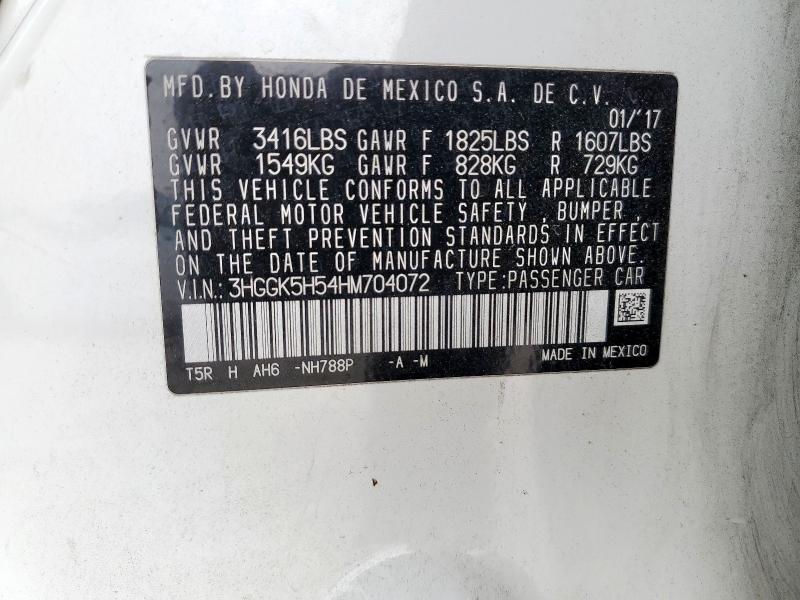 MFD.BY HONDA DE MEXICO S.A. DE C.V.
01/'17
GVWR 3416LBS GAWR F 1825LBS R 1607LBS
GVWR 1549KG GAWR F 828KG R 729KG
THIS VEHICLE CONFORMS TO ALL APPLICABLE
FEDERAL MOTOR VEHICLE SAFETY , BUMPER ,
AND THEFT PREVENTION STANDARDS IN EFFECT
ON THE DATE OF MANUFACTURE SHOWN ABOVE.
V.I.N.: 3HGGK5H54HM704072 TYPE:PASSENGER CAR
T5R H AH6 -NH788P -A -M MADE IN MEXICO